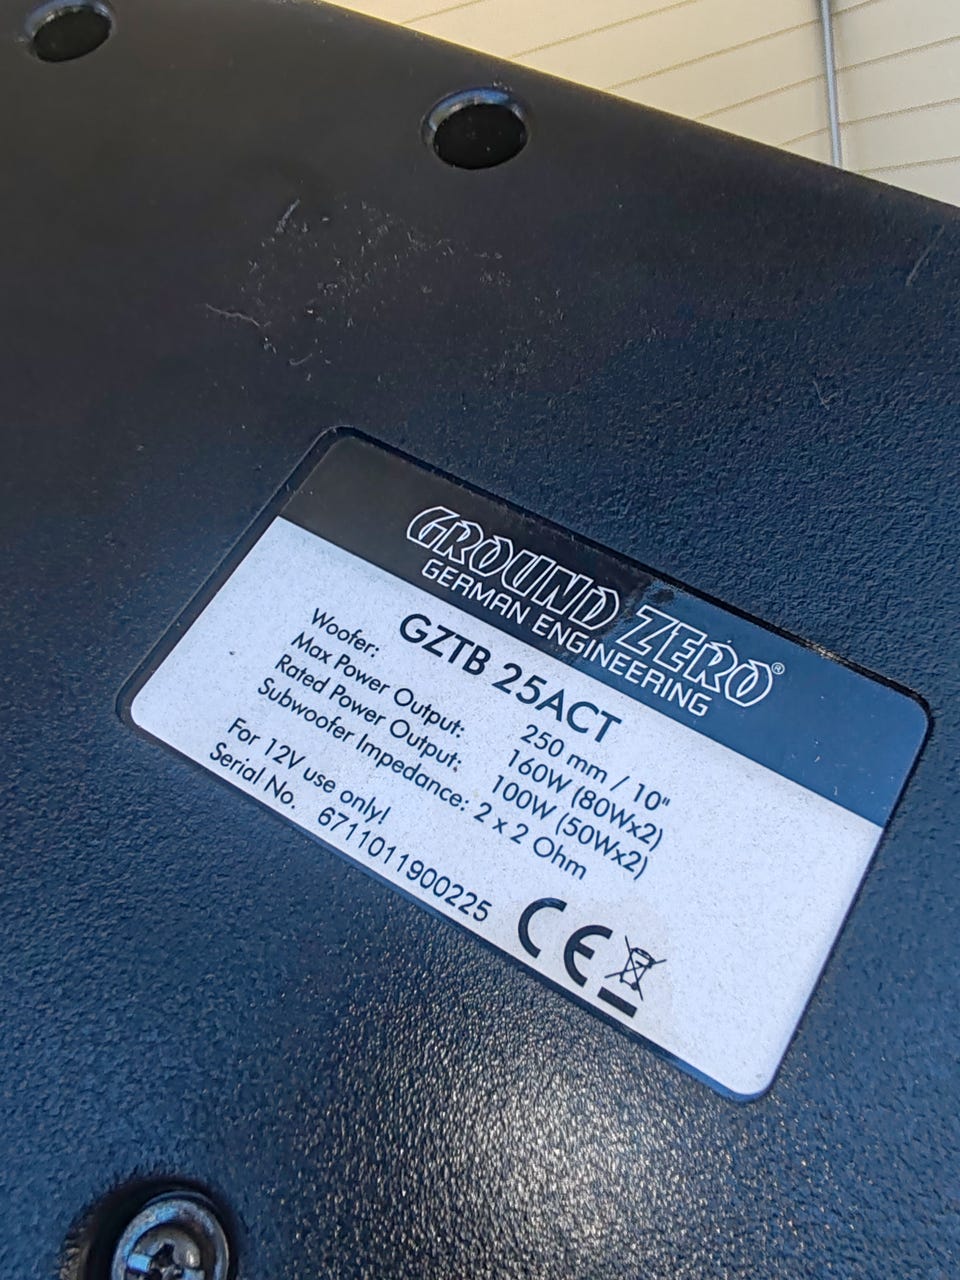 GROUND ZERO®
GERMAN ENGINEERING
GZTB 25ACT
Woofer: 250 mm / 10"
Max Power Output: 160W (80Wx2)
Rated Power Output: 100W (50Wx2)
Subwoofer Impedance: 2 x 2 Ohm
For 12V use only!
Serial No. 6711011900225
CE